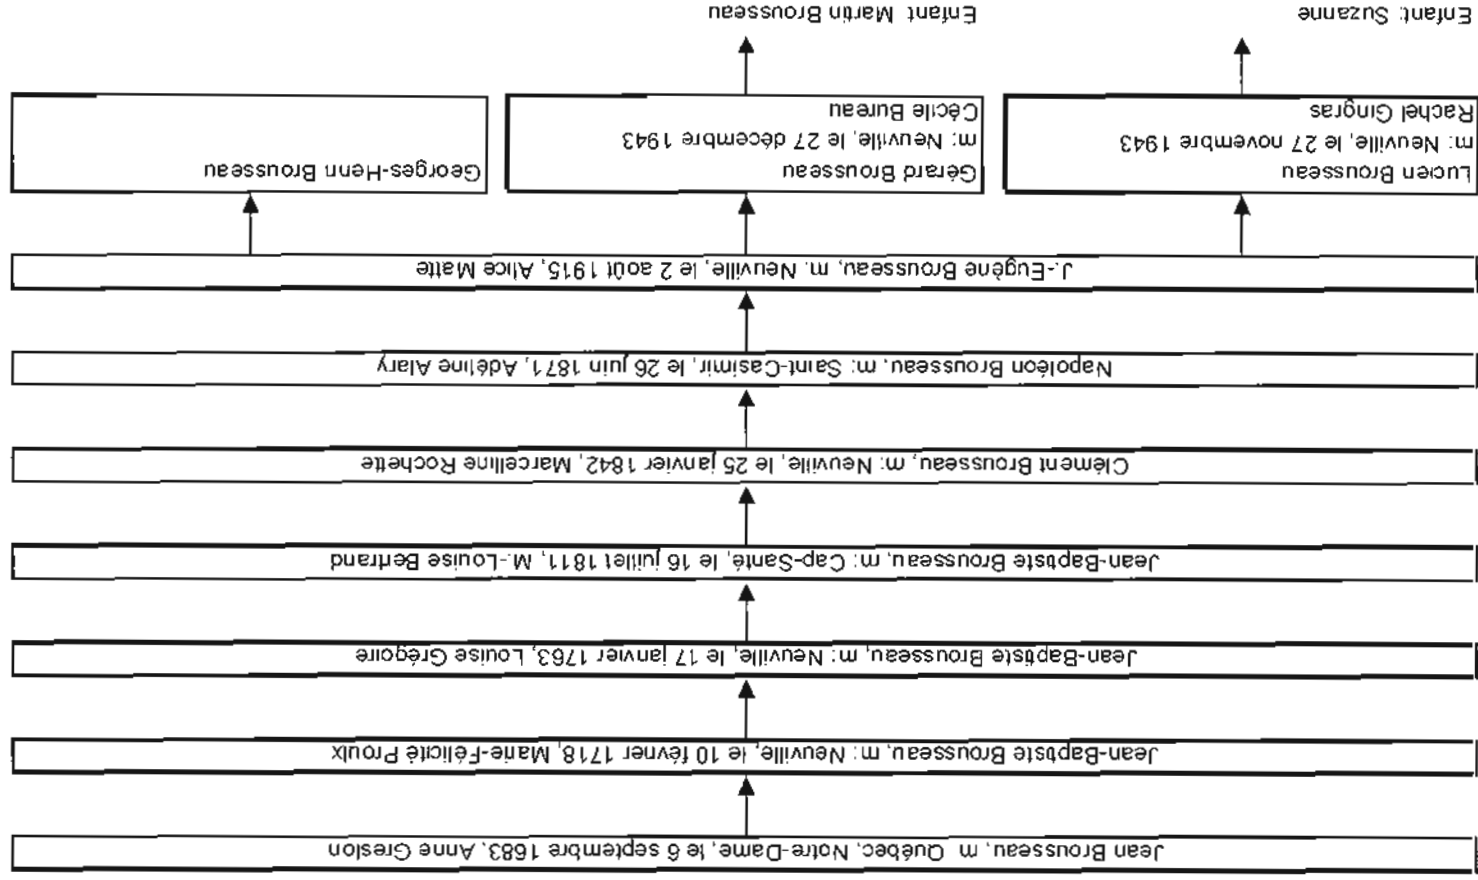 Jean Brousseau, m. Québec, Notre-Dame, le 6 septembre 1683, Anne Greslon
Jean-Baptiste Brousseau, m: Neuville, le 10 février 1718, Marie-Félicité Proulx
Jean-Baptiste Brousseau, m: Neuville, le 17 janvier 1763, Louise Grégoire
Jean-Baptiste Brousseau, m: Cap-Santé, le 16 juillet 1811, M.-Louise Bertrand
Clément Brousseau, m: Neuville, le 25 janvier 1842, Marcelline Rochette
Napoléon Brousseau, m: Saint-Casimir, le 26 juin 1871, Adéline Alary
J.-Eugène Brousseau, m. Neuville, le 2 août 1915, Alice Matte
Lucien Brousseau
m: Neuville, le 27 novembre 1943
Rachel Gingras
Enfant: Suzanne
Gérard Brousseau
m: Neuville, le 27 décembre 1943
Cécile Bureau
Enfant Martin Brousseau
Georges-Henri Brousseau